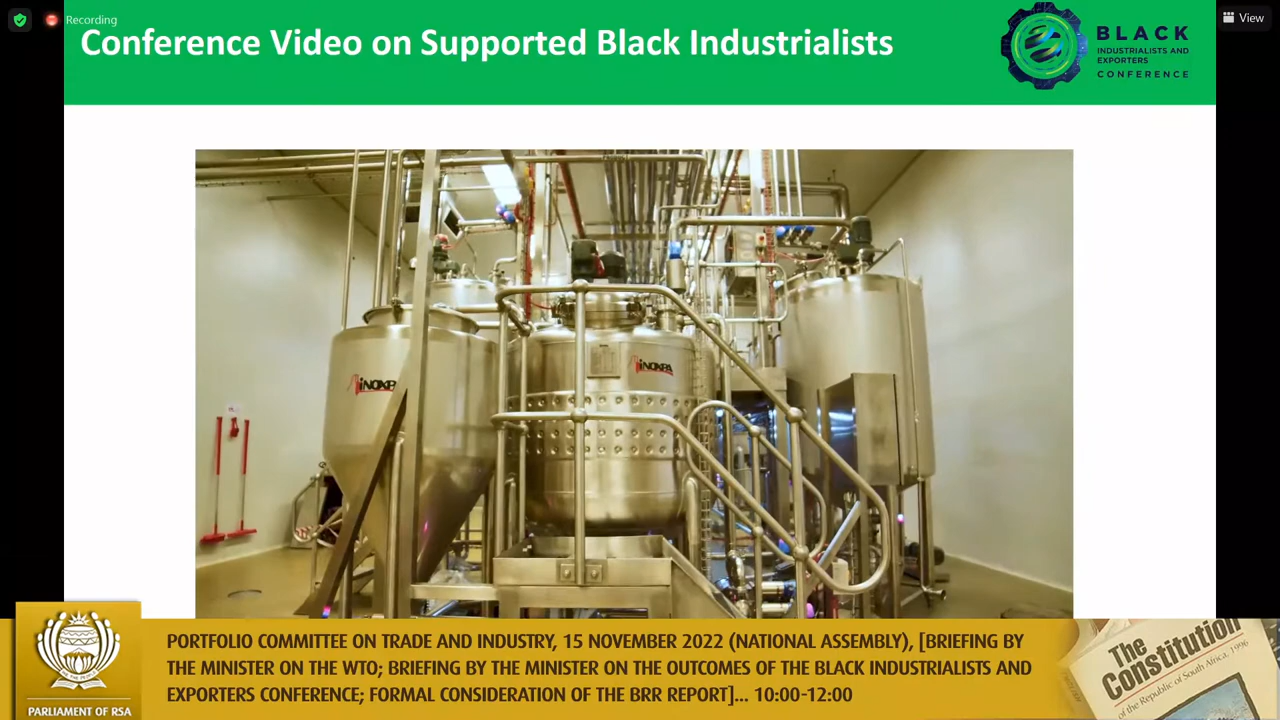 Recording
View
Conference Video on Supported Black Industrialists
BLACK
INDUSTRIALISTS AND
EXPORTERS
CONFERENCE
INOXP
INOXPA
PORTFOLIO COMMITTEE ON TRADE AND INDUSTRY, 15 NOVEMBER 2022 (NATIONAL ASSEMBLY), [BRIEFING BY
THE MINISTER ON THE WTO; BRIEFING BY THE MINISTER ON THE OUTCOMES OF THE BLACK INDUSTRIALISTS AND
EXPORTERS CONFERENCE; FORMAL CONSIDERATION OF THE BRR REPORT]... 10:00-12:00
PARLIAMENT OF RSA
The
Constitution
of the Republic of South Africa, 1996